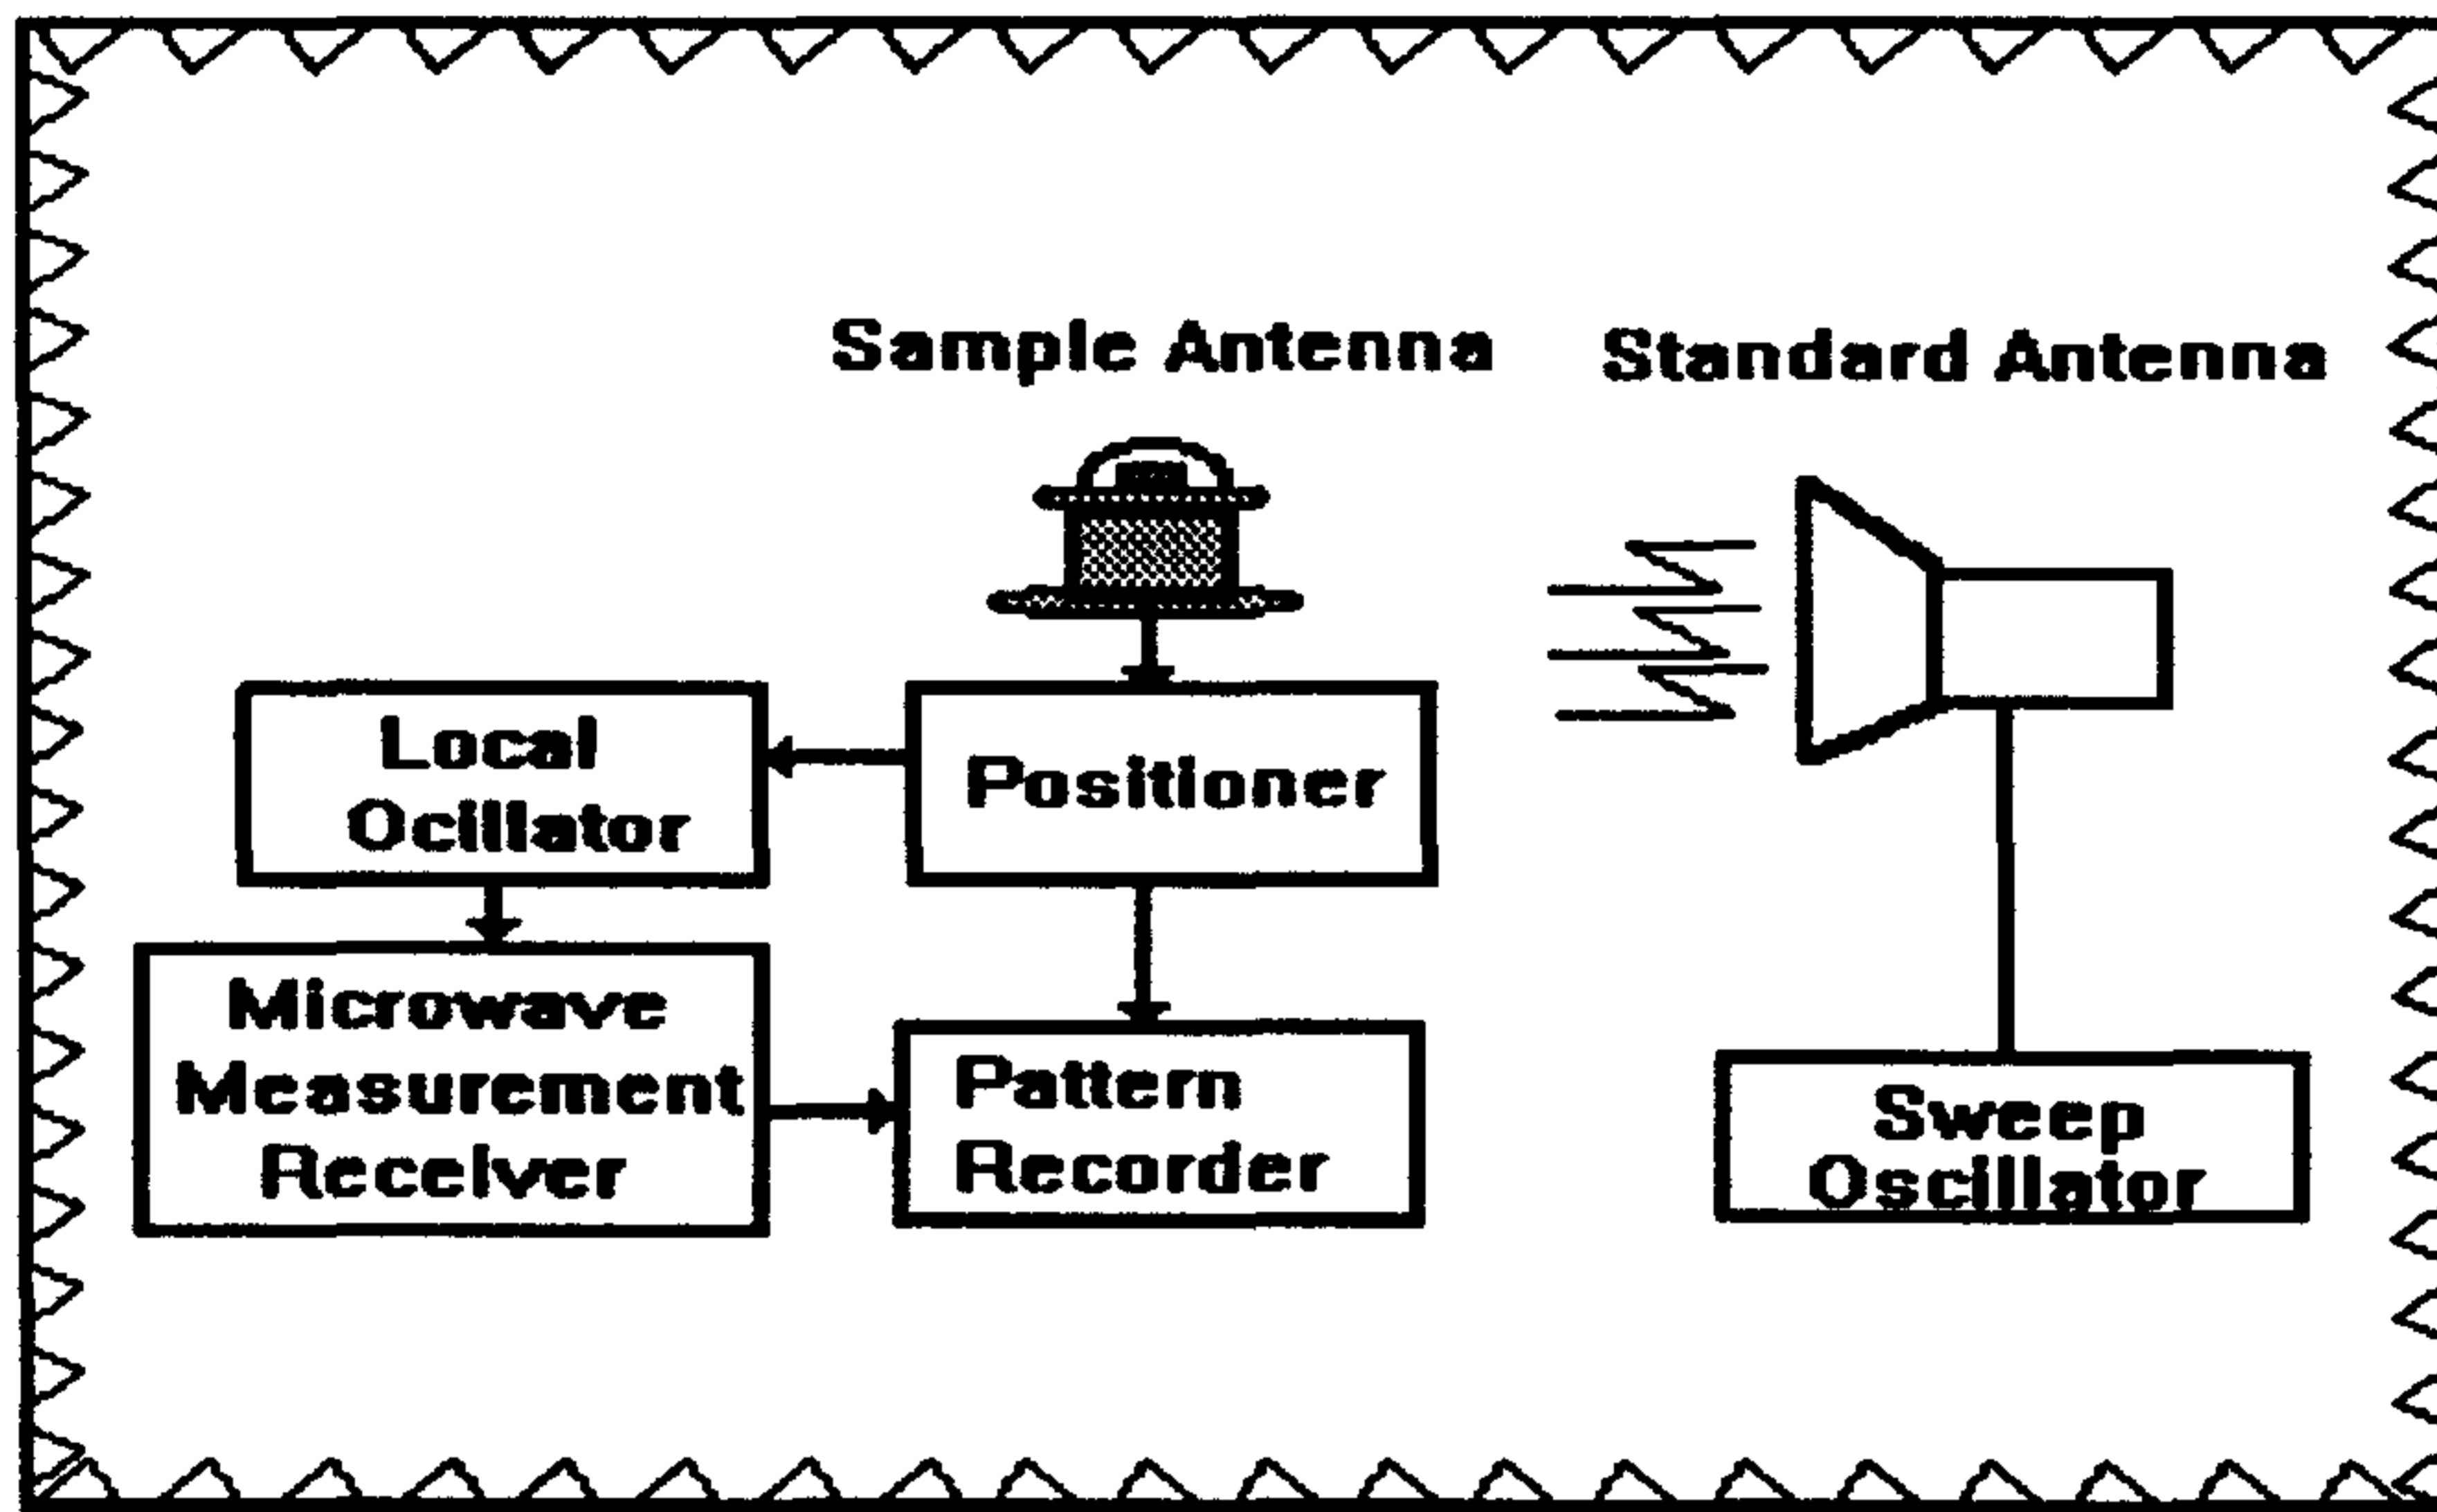 Sample Antenna
Standard Antenna
Local
Ocillator
Positioner
Microwave
Measurement
Receiver
Pattern
Recorder
Sweep
Oscillator